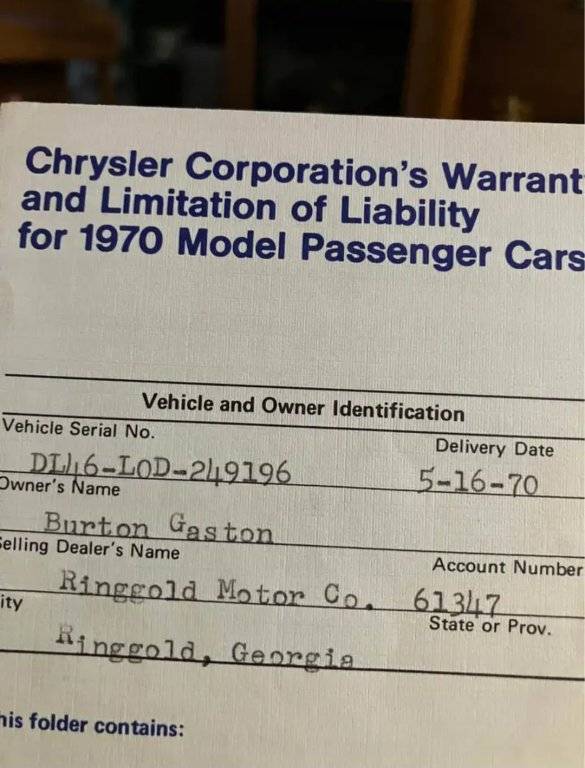 Chrysler Corporation's Warrant
and Limitation of Liability
for 1970 Model Passenger Cars
Vehicle and Owner Identification
Vehicle Serial No. Delivery Date
DL46-LOD-249196 5-16-70
Owner's Name
Burton Gaston
Selling Dealer's Name Account Number
Ringgold Motor Co. 61347
ity State or Prov.
Ringgold, Georgia
his folder contains: